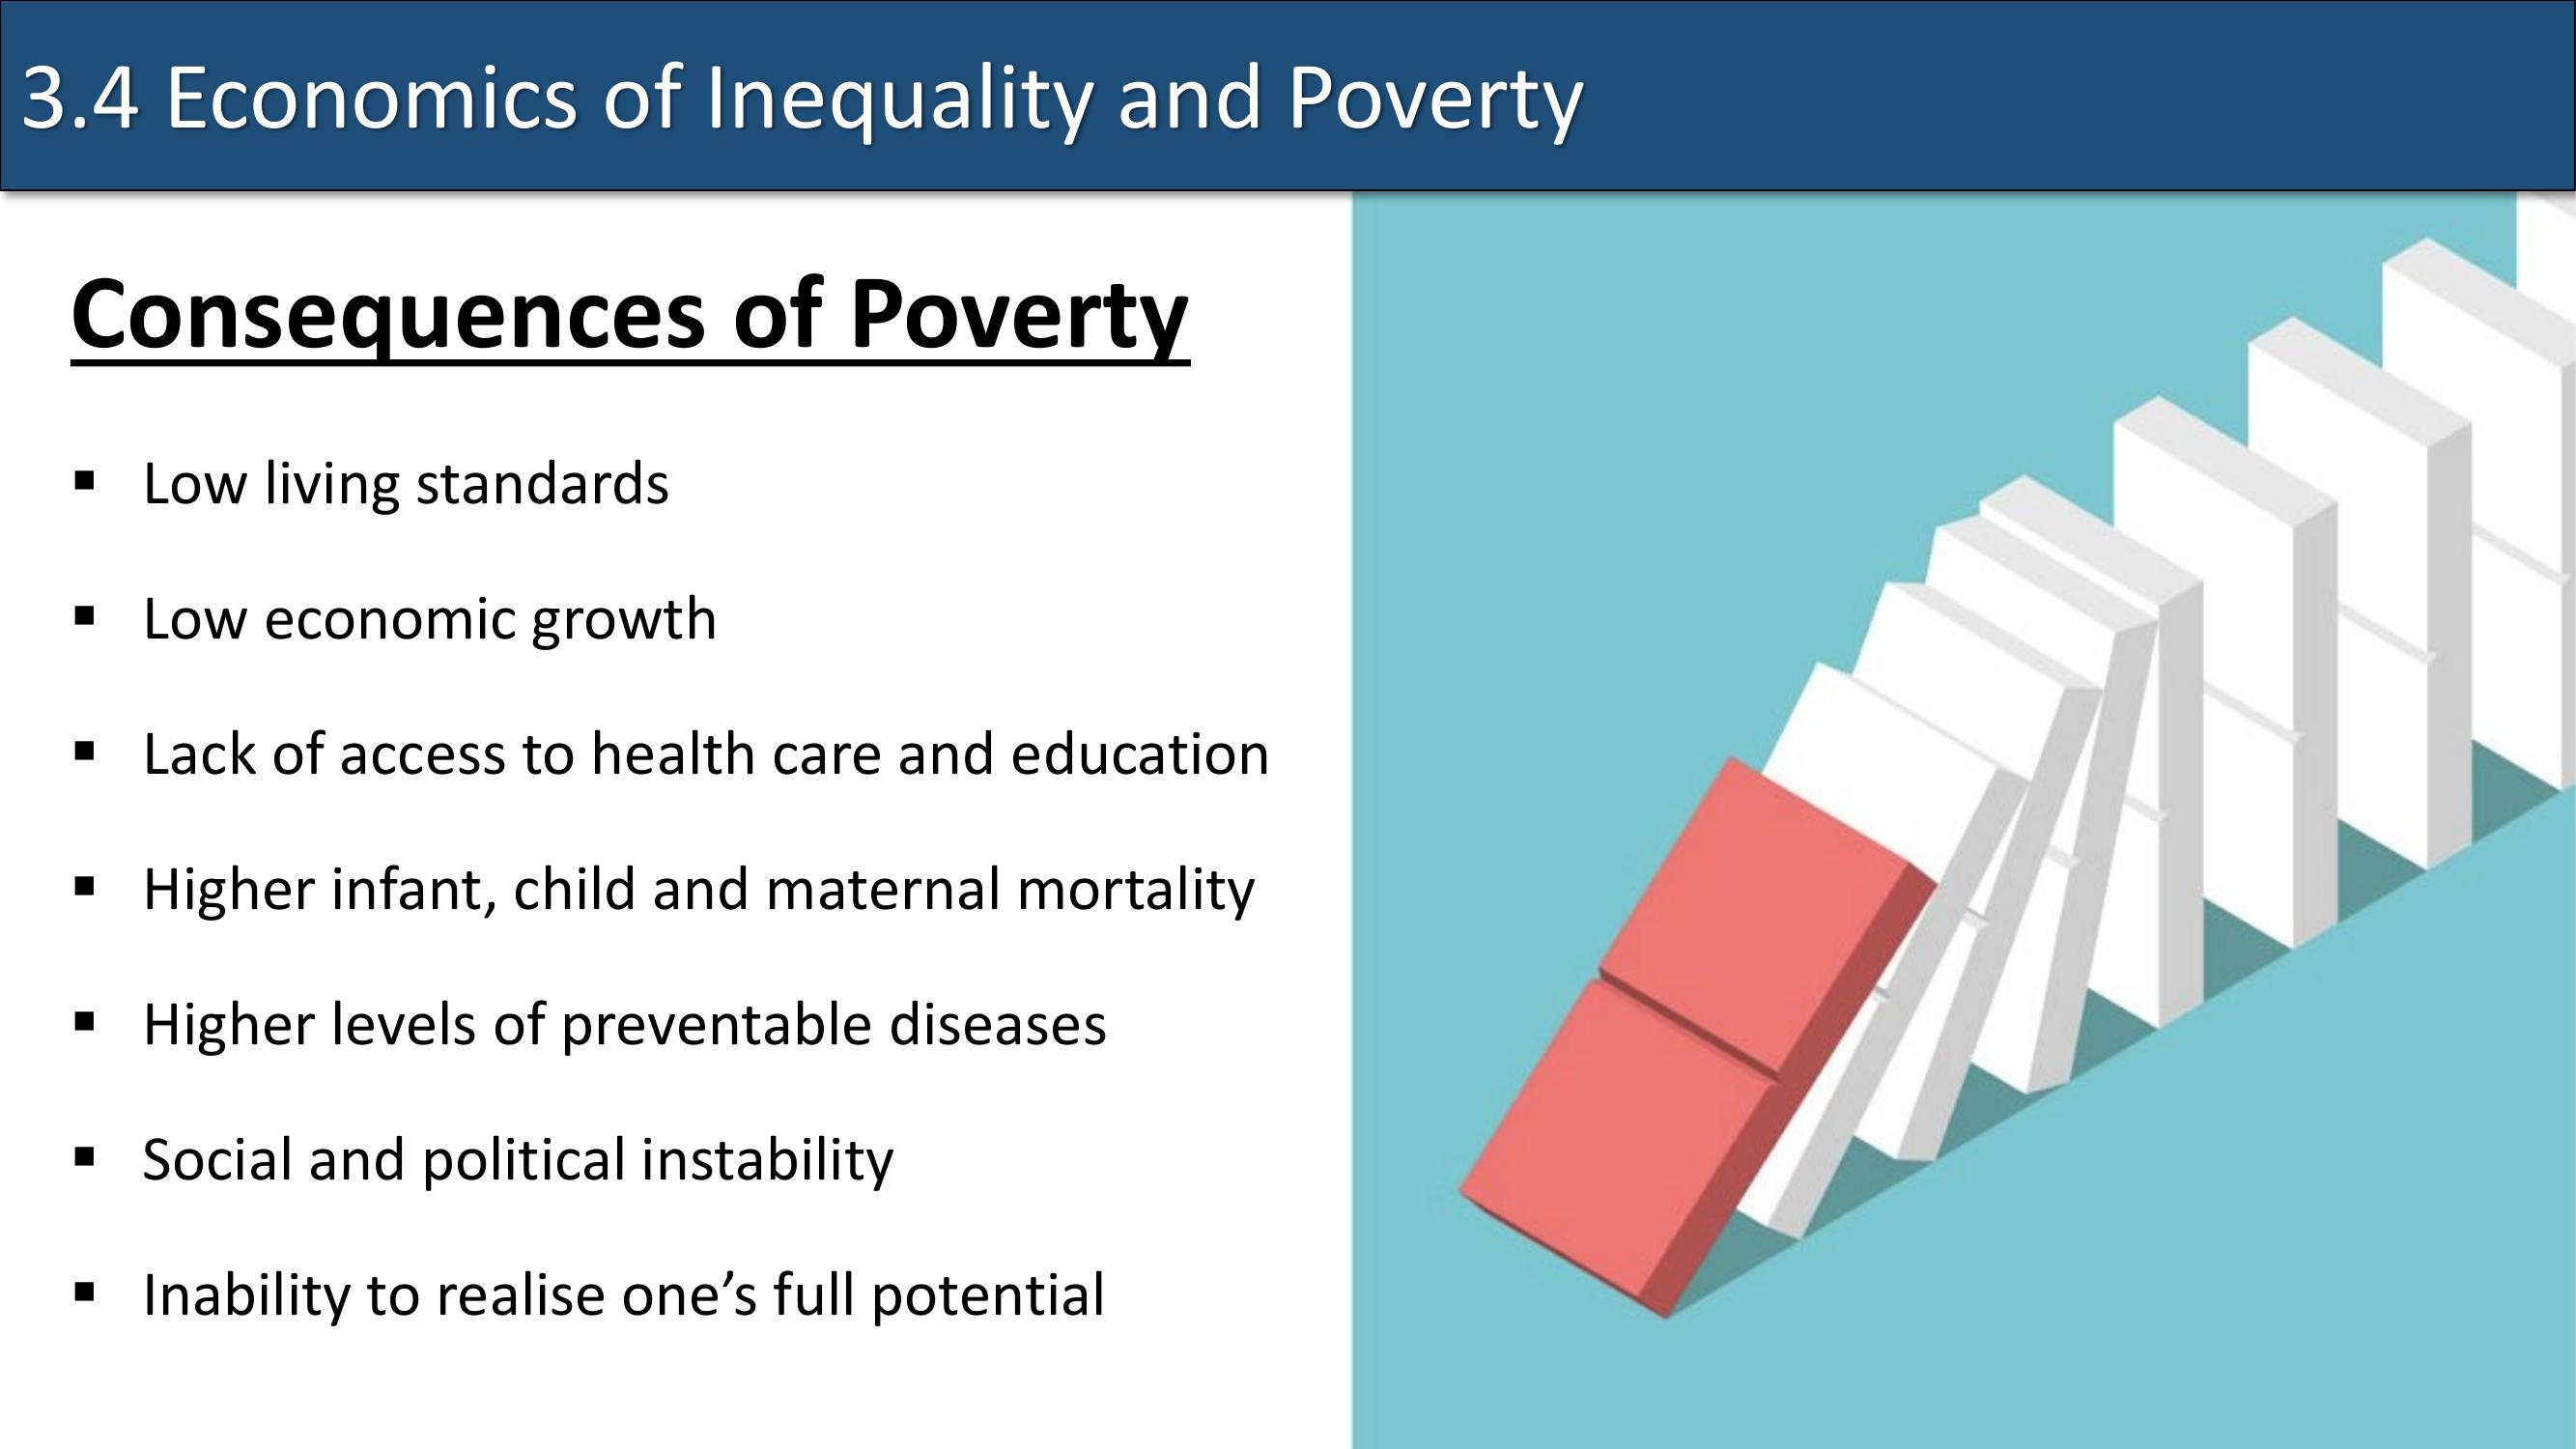 3.4 Economics of Inequality and Poverty
Consequences of Poverty
▪ Low living standards
▪ Low economic growth
▪ Lack of access to health care and education
▪ Higher infant, child and maternal mortality
▪ Higher levels of preventable diseases
▪ Social and political instability
▪ Inability to realise one’s full potential